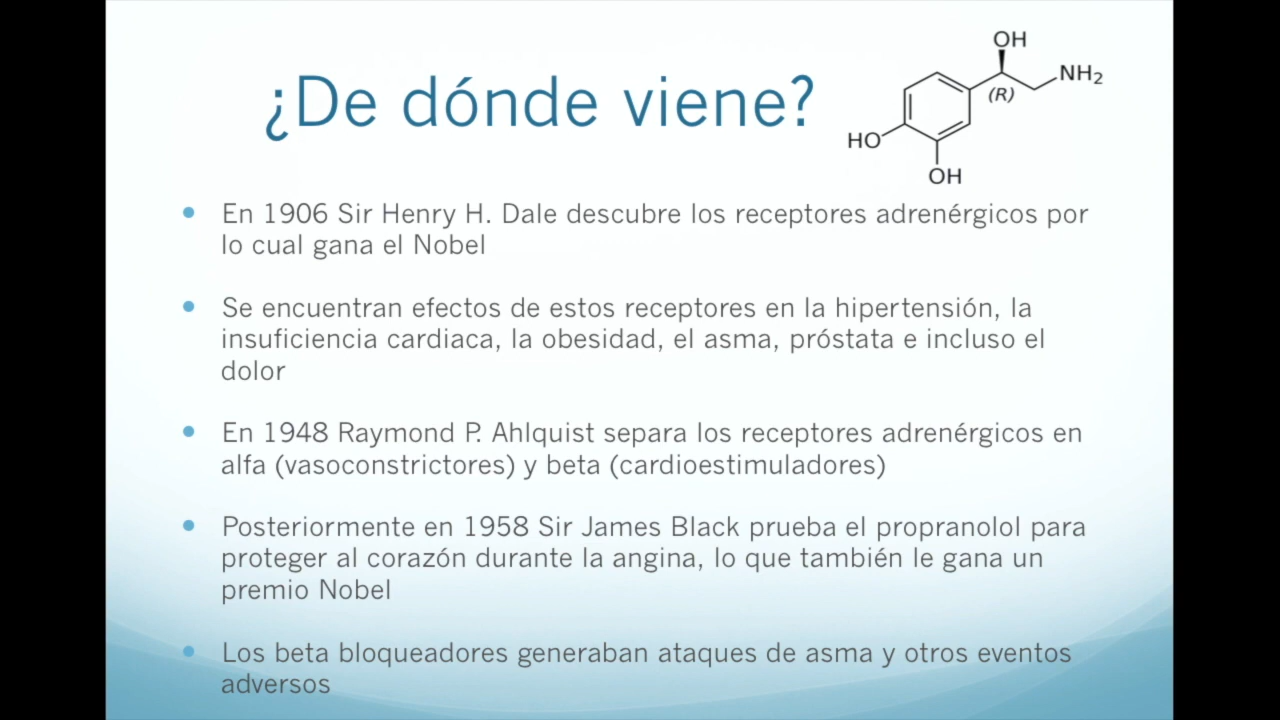 ¿De dónde viene?
OH
NH2
(R)
HO
OH
En 1906 Sir Henry H. Dale descubre los receptores adrenérgicos por
lo cual gana el Nobel
Se encuentran efectos de estos receptores en la hipertensión, la
insuficiencia cardiaca, la obesidad, el asma, próstata e incluso el
dolor
En 1948 Raymond P. Ahlquist separa los receptores adrenérgicos en
alfa (vasoconstrictores) y beta (cardioestimuladores)
Posteriormente en 1958 Sir James Black prueba el propranolol para
proteger al corazón durante la angina, lo que también le gana un
premio Nobel
Los beta bloqueadores generaban ataques de asma y otros eventos
adversos